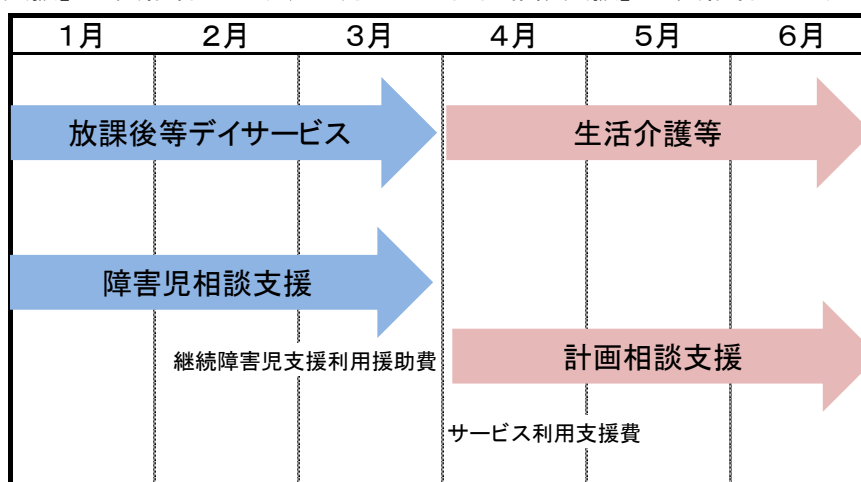 1月 2月 3月 4月 5月 6月
放課後等デイサービス 生活介護等
障害児相談支援
継続障害児支援利用援助費 計画相談支援
サービス利用支援費